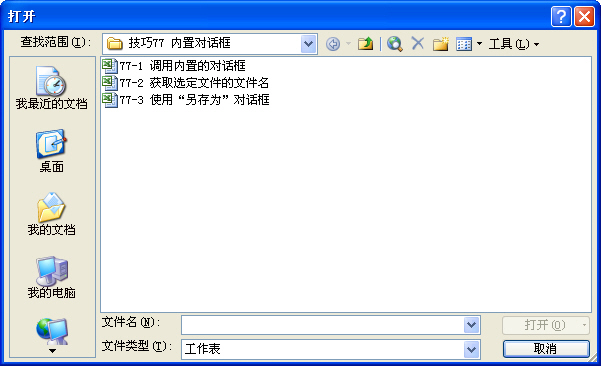 打开
查找范围(I): 技巧77 内置对话框 工具(L)
77-1 调用内置的对话框
77-2 获取选定文件的文件名
77-3 使用“另存为”对话框
我最近的文档
桌面
我的文档
我的电脑
文件名(N): 打开(O)
文件类型(T): 工作表 取消